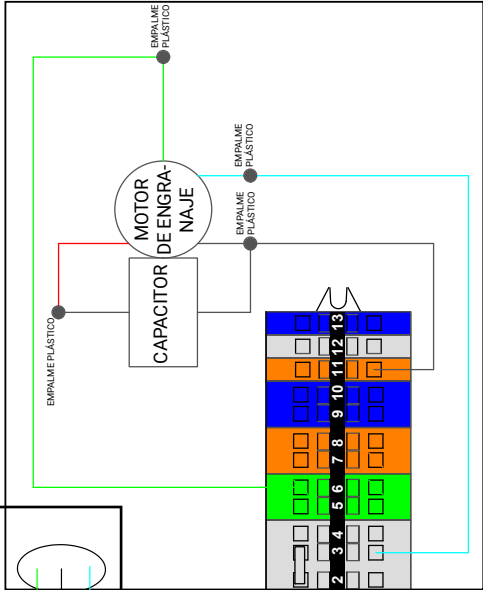 EMPALME
PLÁSTICO
EMPALME
PLÁSTICO
EMPALME
PLÁSTICO
MOTOR
DE ENGRA-
NAJE
CAPACITOR
EMPALME PLÁSTICO
13
12
11
10
9
8
7
6
5
4
3
2